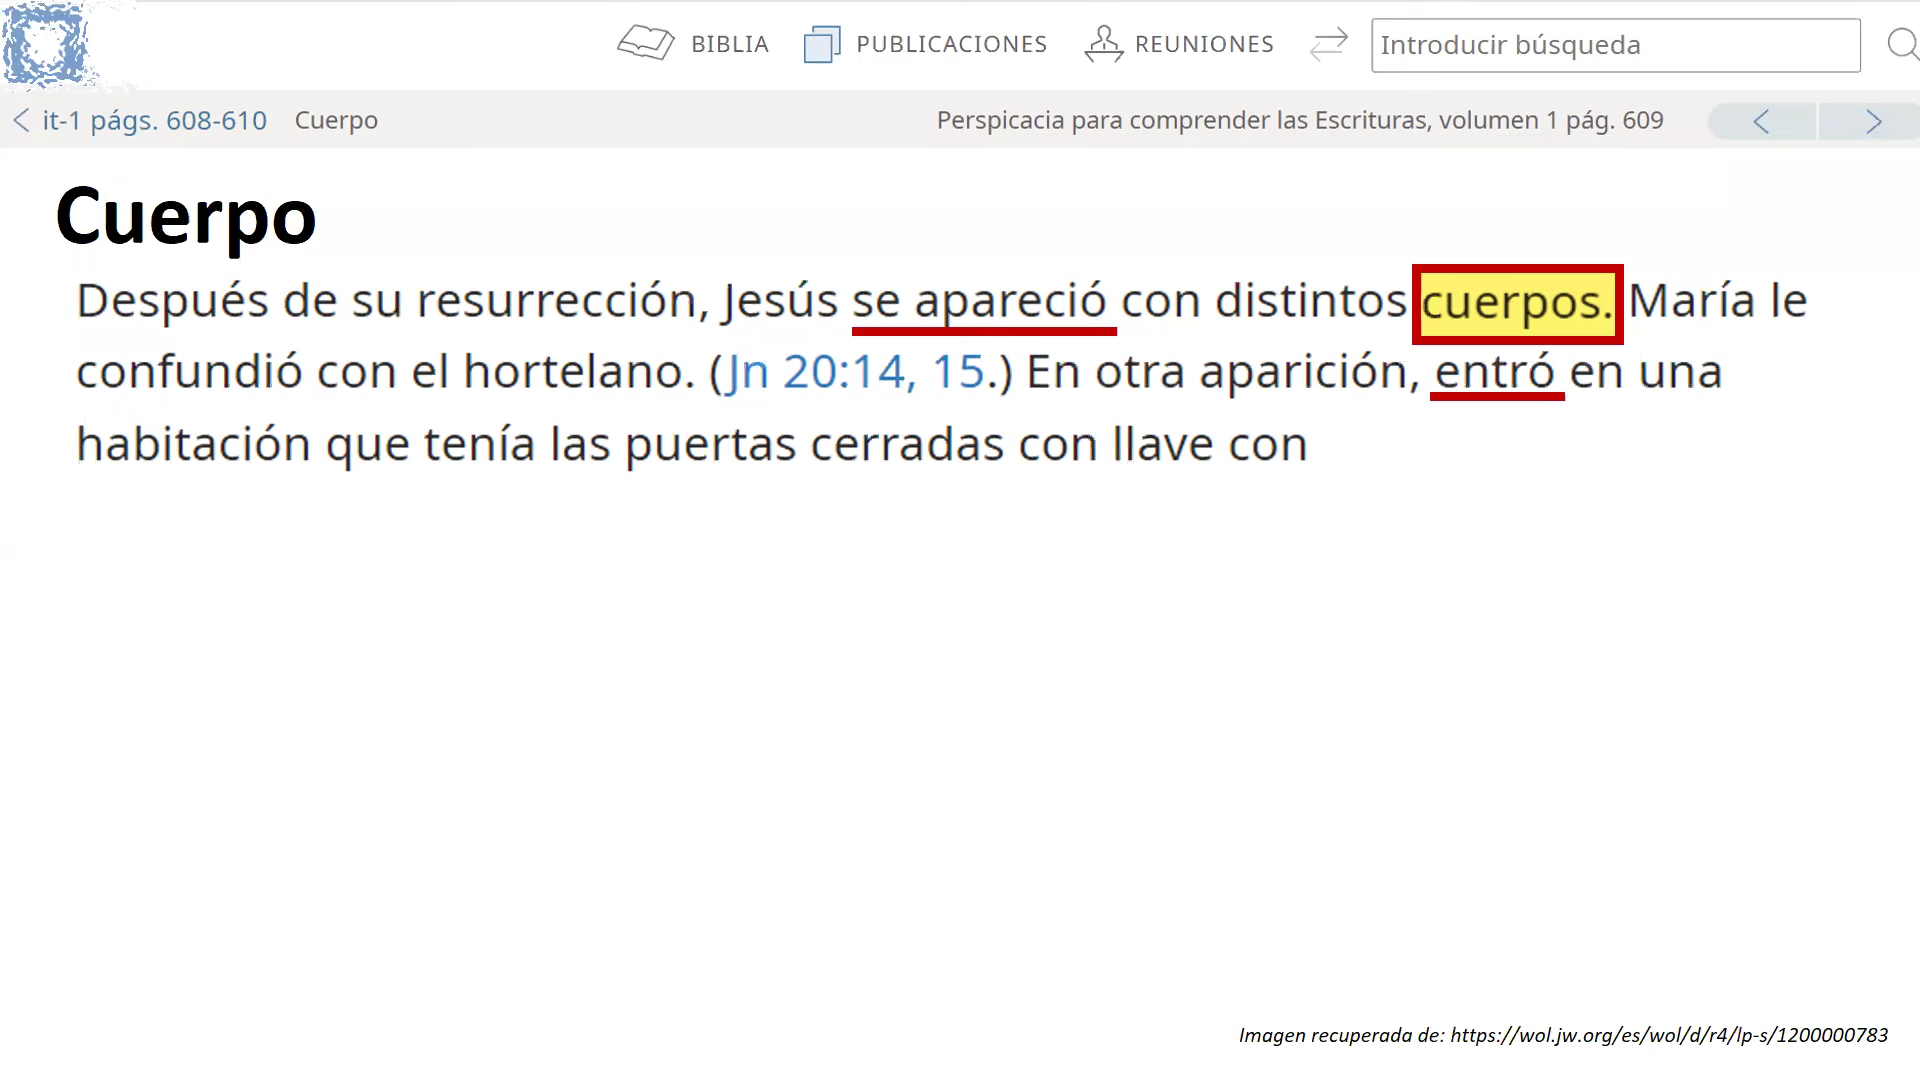 BIBLIA PUBLICACIONES REUNIONES Introducir búsqueda
it-1 págs. 608-610 Cuerpo Perspicacia para comprender las Escrituras, volumen 1 pág. 609
Cuerpo
Después de su resurrección, Jesús se apareció con distintos cuerpos. María le
confundió con el hortelano. (Jn 20:14, 15.) En otra aparición, entró en una
habitación que tenía las puertas cerradas con llave con
Imagen recuperada de: https://wol.jw.org/es/wol/d/r4/lp-s/1200000783